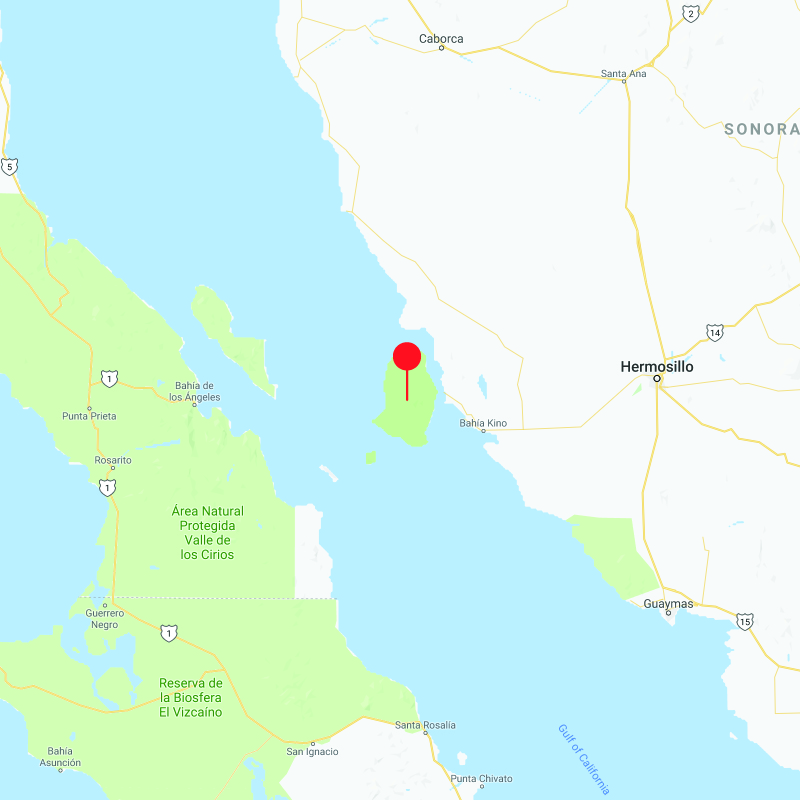 2
Caborca
Santa Ana
SONORA
5
14
Hermosillo
1
Bahía de
los Ángeles
Punta Prieta
Bahía Kino
Rosarito
1
Área Natural
Protegida
Valle de
los Cirios
Guaymas
Guerrero
Negro
15
1
Reserva de
la Biosfera
El Vizcaíno
Santa Rosalía
San Ignacio
Bahía
Asunción
Gulf of California
Punta Chivato